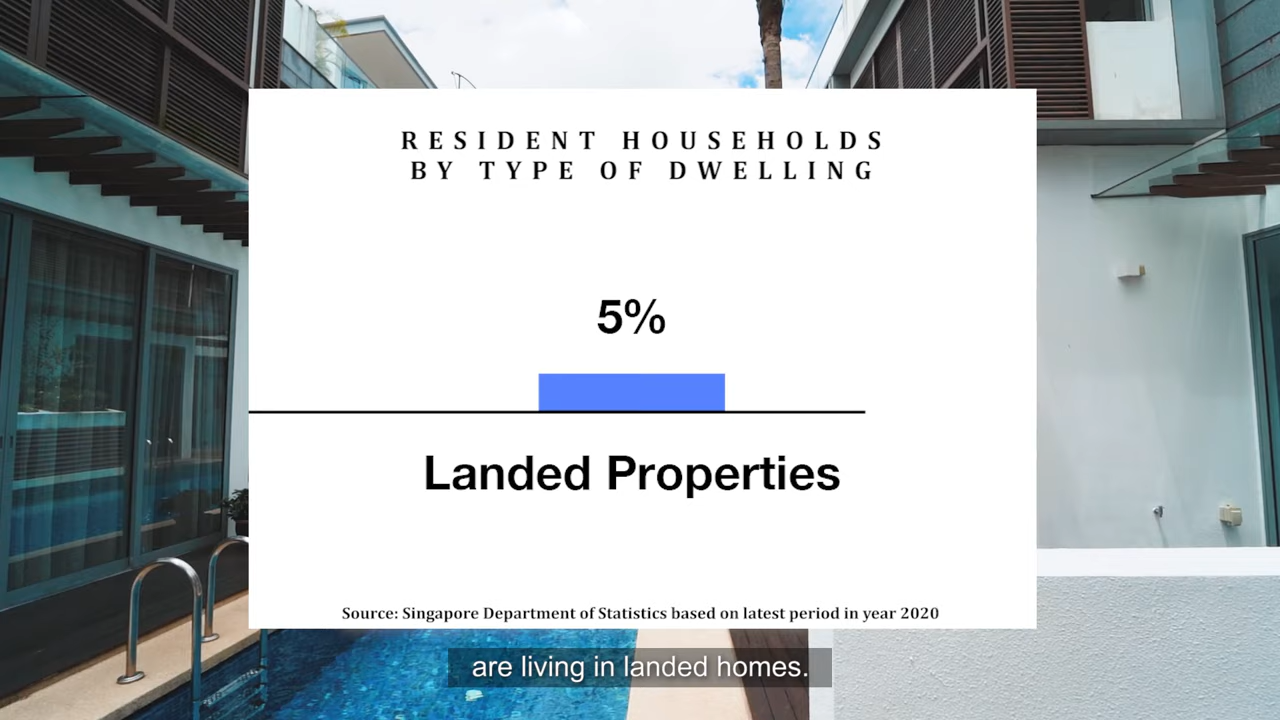 RESIDENT HOUSEHOLDS
BY TYPE OF DWELLING
5%
Landed Properties
Source: Singapore Department of Statistics based on latest period in year 2020
are living in landed homes.